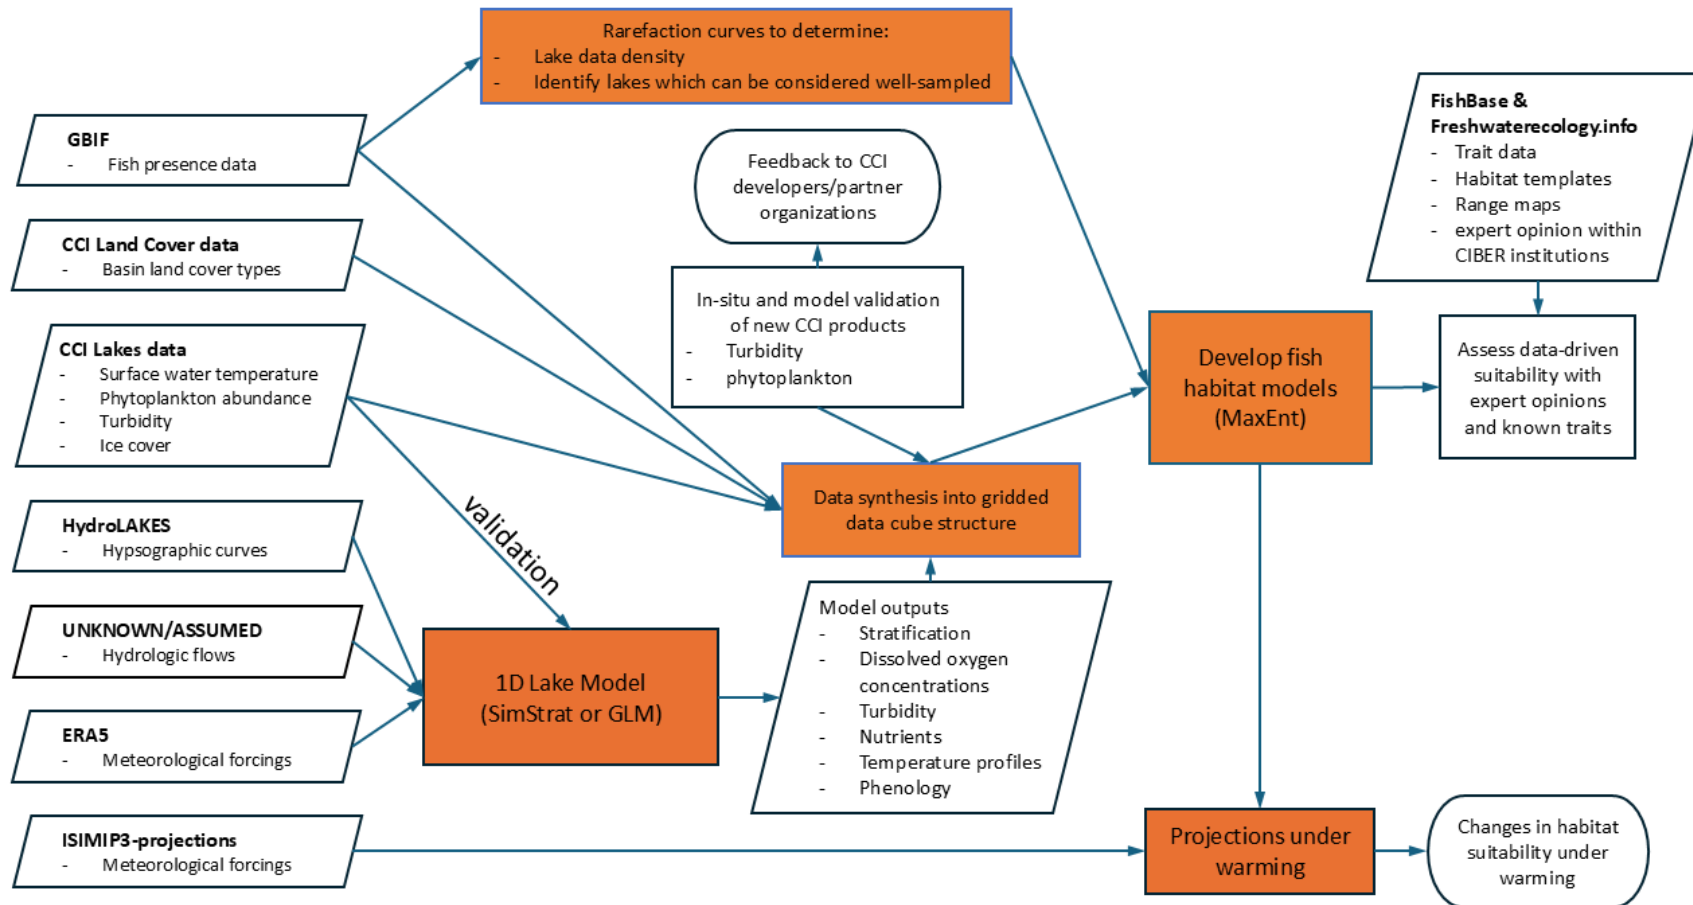 Rarefaction curves to determine:
- Lake data density
- Identify lakes which can be considered well-sampled
GBIF
- Fish presence data
CCI Land Cover data
- Basin land cover types
CCI Lakes data
- Surface water temperature
- Phytoplankton abundance
- Turbidity
- Ice cover
HydroLAKES
- Hypsographic curves
UNKNOWN/ASSUMED
- Hydrologic flows
ERA5
- Meteorological forcings
ISIMIP3-projections
- Meteorological forcings
validation
1D Lake Model
(SimStrat or GLM)
Feedback to CCI
developers/partner
organizations
In-situ and model validation
of new CCI products
- Turbidity
- phytoplankton
Data synthesis into gridded
data cube structure
Model outputs
- Stratification
- Dissolved oxygen
concentrations
- Turbidity
- Nutrients
- Temperature profiles
- Phenology
Develop fish
habitat models
(MaxEnt)
Projections under
warming
FishBase &
Freshwaterecology.info
- Trait data
- Habitat templates
- Range maps
- expert opinion within
CIBER institutions
Assess data-driven
suitability with
expert opinions
and known traits
Changes in habitat
suitability under
warming